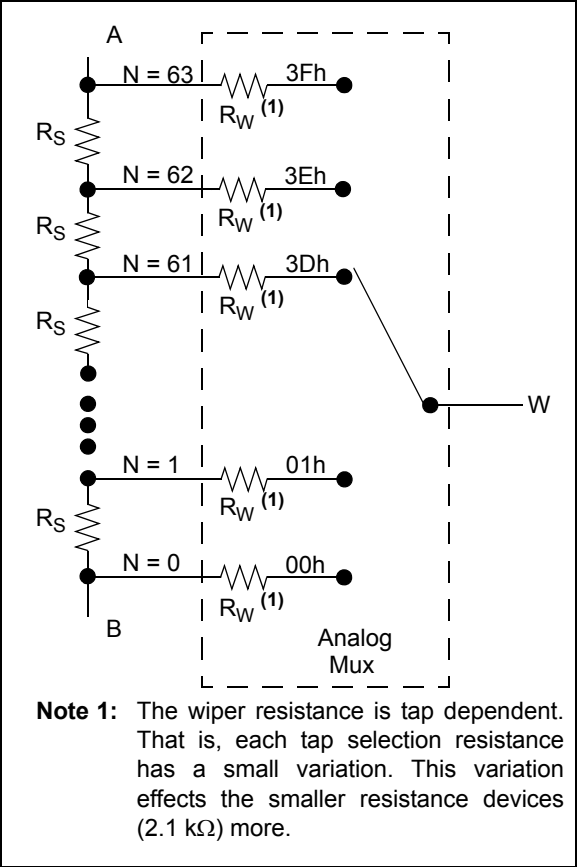 A
N = 63 3Fh
RS RW (1)
N = 62 3Eh
RS RW (1)
N = 61 3Dh
RS RW (1)
W
N = 1 01h
RS RW (1)
N = 0 00h
RW (1)
B
Analog
Mux
Note 1: The wiper resistance is tap dependent.
That is, each tap selection resistance
has a small variation. This variation
effects the smaller resistance devices
(2.1 kΩ) more.